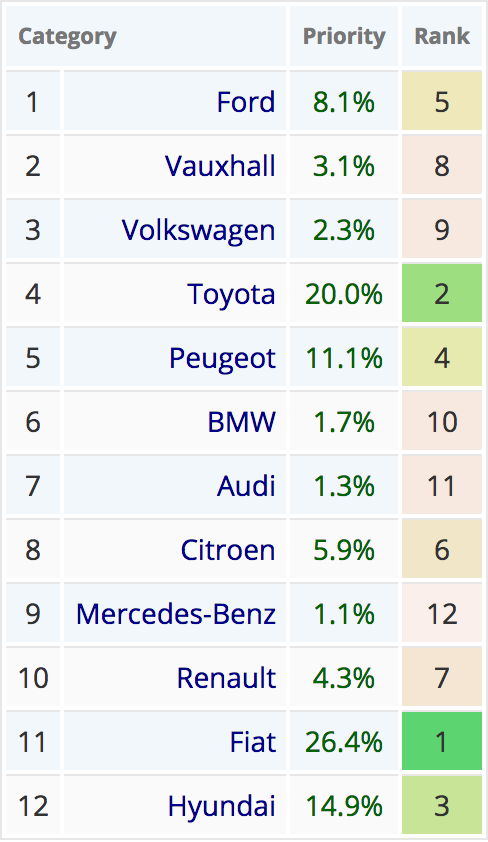 Category Priority Rank
1 Ford 8.1% 5
2 Vauxhall 3.1% 8
3 Volkswagen 2.3% 9
4 Toyota 20.0% 2
5 Peugeot 11.1% 4
6 BMW 1.7% 10
7 Audi 1.3% 11
8 Citroen 5.9% 6
9 Mercedes-Benz 1.1% 12
10 Renault 4.3% 7
11 Fiat 26.4% 1
12 Hyundai 14.9% 3